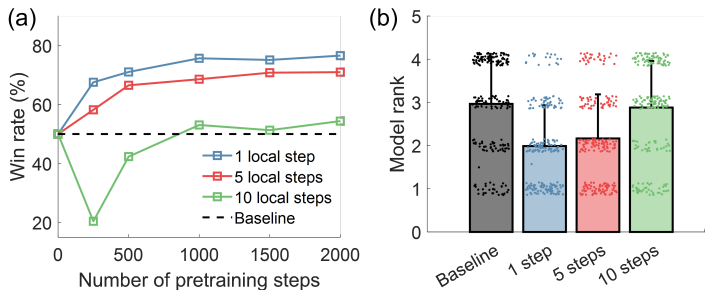 (a)
80
60
40
20
Win rate (%)
1 local step
5 local steps
10 local steps
Baseline
0
500
1000
1500
2000
Number of pretraining steps
(b)
5
4
3
2
1
0
Model rank
Baseline
1 step
5 steps
10 steps